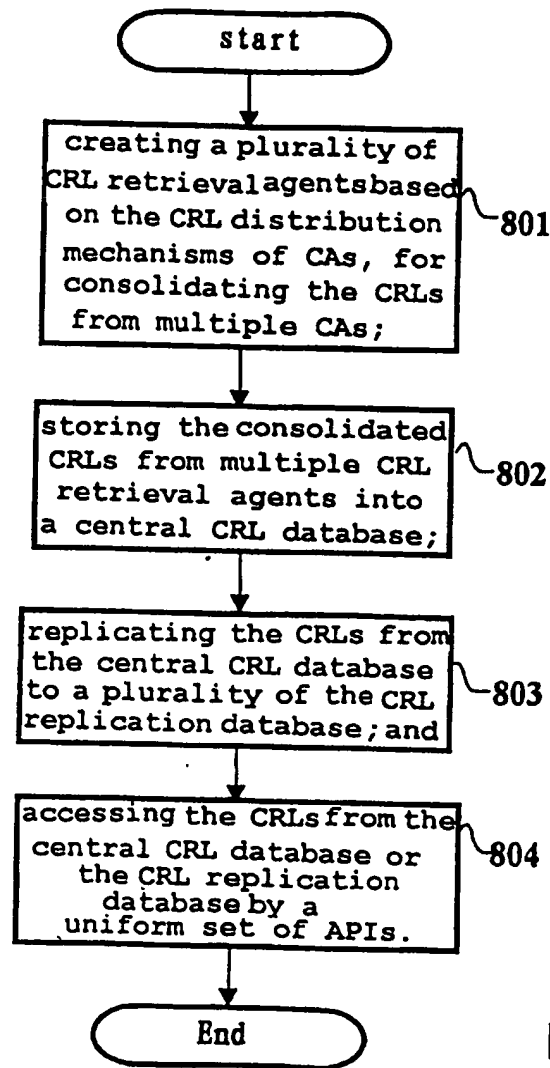 start
creating a plurality of
CRL retrieval agents based
on the CRL distribution
mechanisms of CAs, for
consolidating the CRLs
from multiple CAs;
801
storing the consolidated
CRLs from multiple CRL
retrieval agents into
a central CRL database;
802
replicating the CRLs from
the central CRL database
to a plurality of the CRL
replication database; and
803
accessing the CRLs from the
central CRL database or
the CRL replication
database by a
uniform set of APIs.
804
End